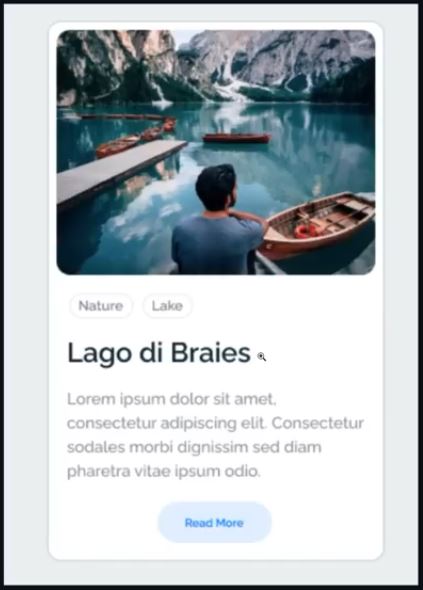 Nature
Lake
Lago di Braies
Lorem ipsum dolor sit amet,
consectetur adipiscing elit. Consectetur
sodales morbi dignissim sed diam
pharetra vitae ipsum odio.
Read More